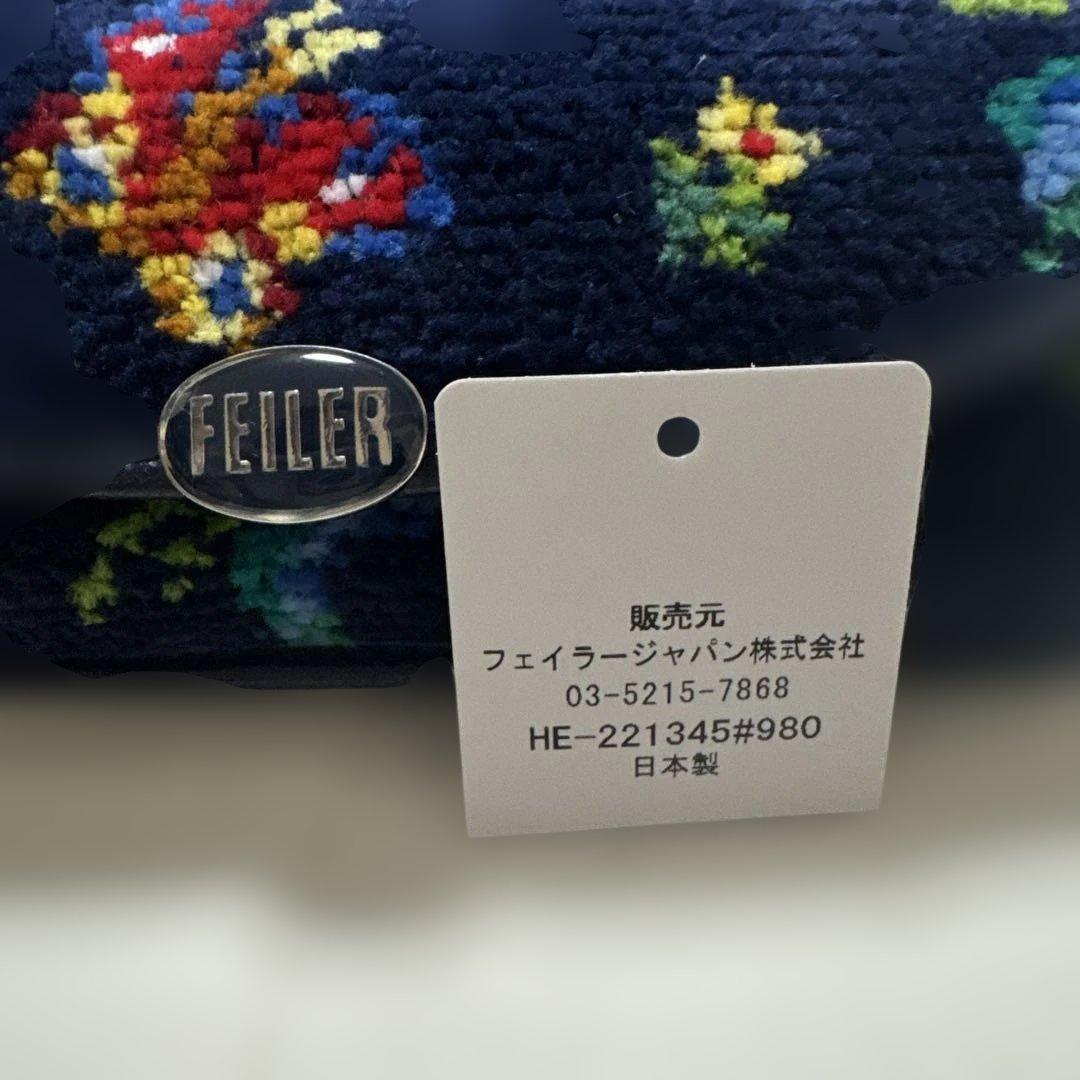 FEILER
販売元
フェイラージャパン株式会社
03-5215-7868
HE-221345#980
日本製